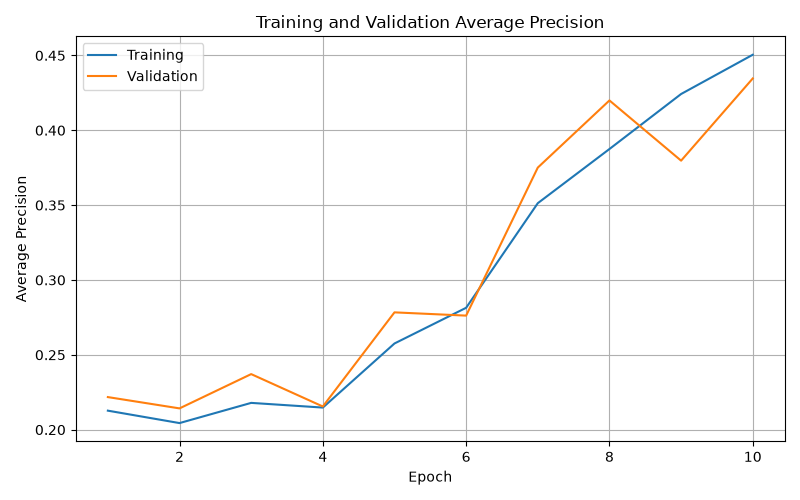 Training and Validation Average Precision
Training
Validation
0.45
0.40
0.35
0.30
0.25
0.20
Average Precision
2 4 6 8 10
Epoch